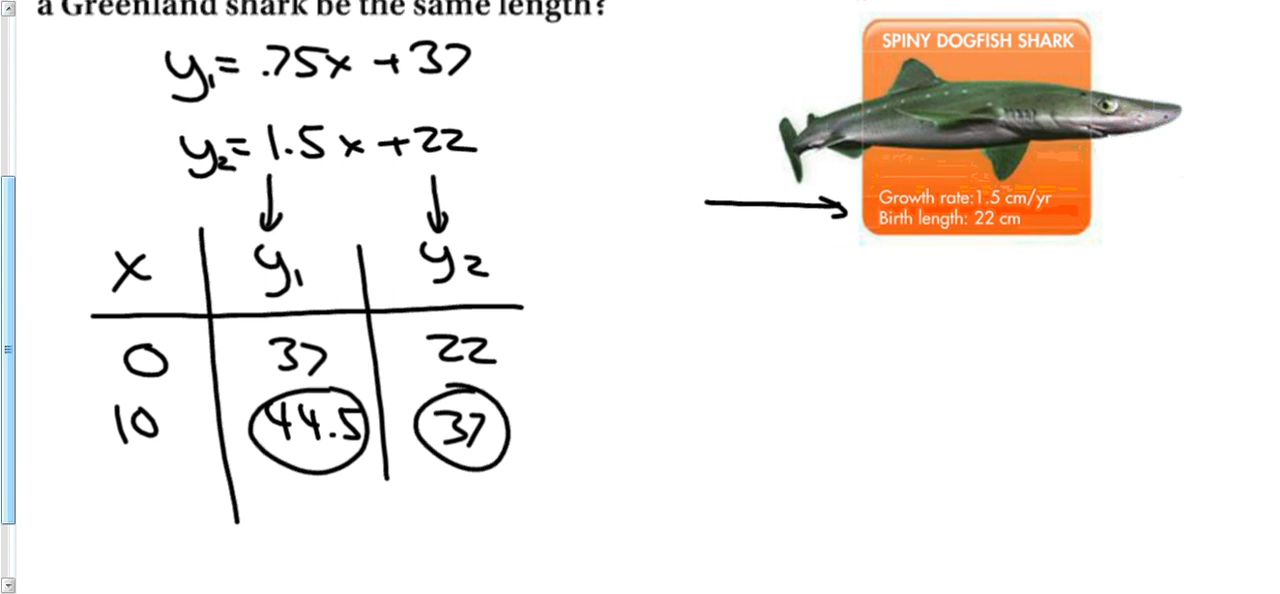 a Greenland shark be the same length?
y₁= .75x +37
y₂= 1.5x +22
x y₁ y₂
0 37 22
10 44.5 37
SPINY DOGFISH SHARK
Growth rate:1.5 cm/yr
Birth length: 22 cm